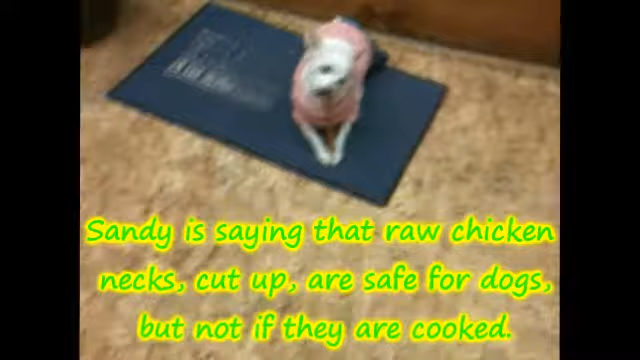 Sandy is saying that raw chicken
necks, cut up, are safe for dogs,
but not if they are cooked.